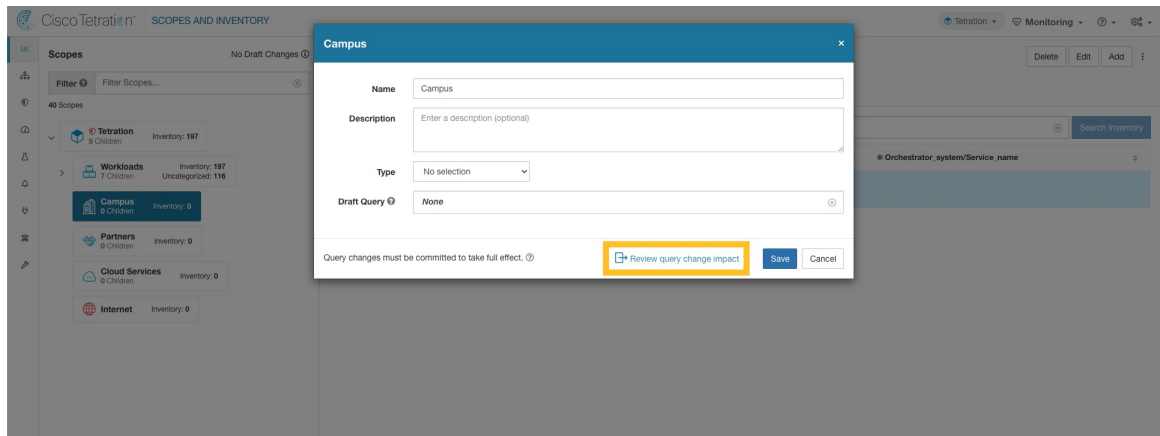 Cisco Tetration
SCOPES AND INVENTORY
Tetration
Monitoring
Scopes
No Draft Changes
Filter
Filter Scopes...
40 Scopes
Tetration
5 Children
Inventory: 197
Workloads
7 Children
Inventory: 197
Uncategorized: 116
Campus
0 Children
Inventory: 0
Partners
0 Children
Inventory: 0
Cloud Services
0 Children
Inventory: 0
Internet
Inventory: 0
Campus
×
Name
Campus
Description
Enter a description (optional)
Type
No selection
Draft Query
None
Query changes must be committed to take full effect.
Review query change impact
Save
Cancel
Delete
Edit
Add
Search Inventory
* Orchestrator_system/Service_name